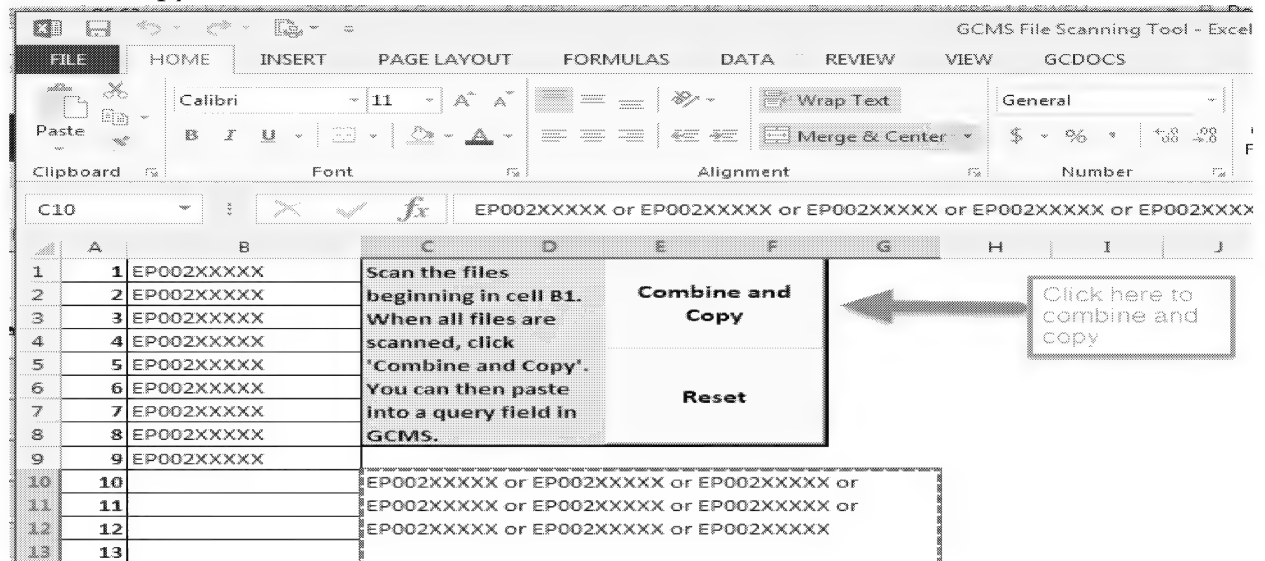 GCMS File Scanning Tool - Excel
FILE HOME INSERT PAGE LAYOUT FORMULAS DATA REVIEW VIEW GCDOCS
Calibri 11 A A Wrap Text General
Paste B I U A Merge & Center $ % .00
Clipboard Font Alignment Number
C10 fx EP002XXXXX or EP002XXXXX or EP002XXXXX or EP002XXXXX or EP002XXXX
A B C D E F G H I J
1 1 EP002XXXXX Scan the files
2 2 EP002XXXXX beginning in cell B1. Combine and Click here to
3 3 EP002XXXXX When all files are Copy combine and
4 4 EP002XXXXX scanned, click copy
5 5 EP002XXXXX 'Combine and Copy'.
6 6 EP002XXXXX You can then paste Reset
7 7 EP002XXXXX into a query field in
8 8 EP002XXXXX GCMS.
9 9 EP002XXXXX
10 10 EP002XXXXX or EP002XXXXX or EP002XXXXX or
11 11 EP002XXXXX or EP002XXXXX or EP002XXXXX or
12 12 EP002XXXXX or EP002XXXXX or EP002XXXXX
13 13